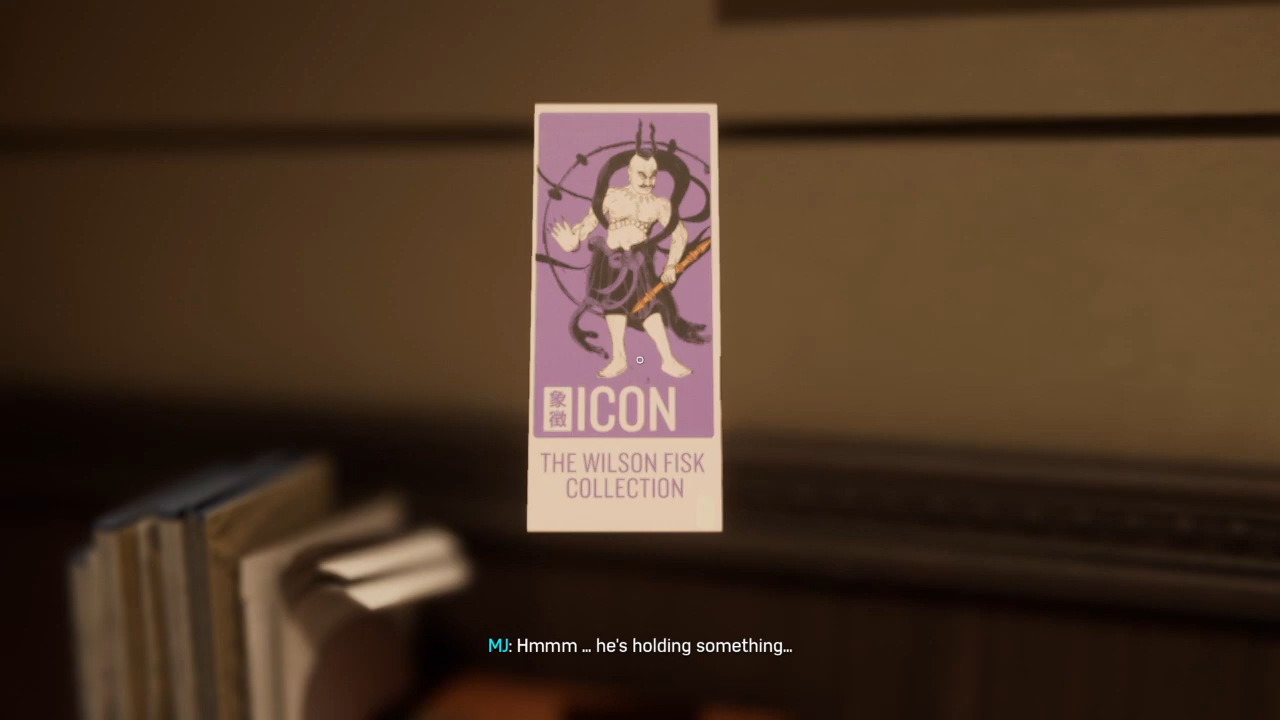 象徵 ICON
THE WILSON FISK
COLLECTION
MJ: Hmmm ... he's holding something...